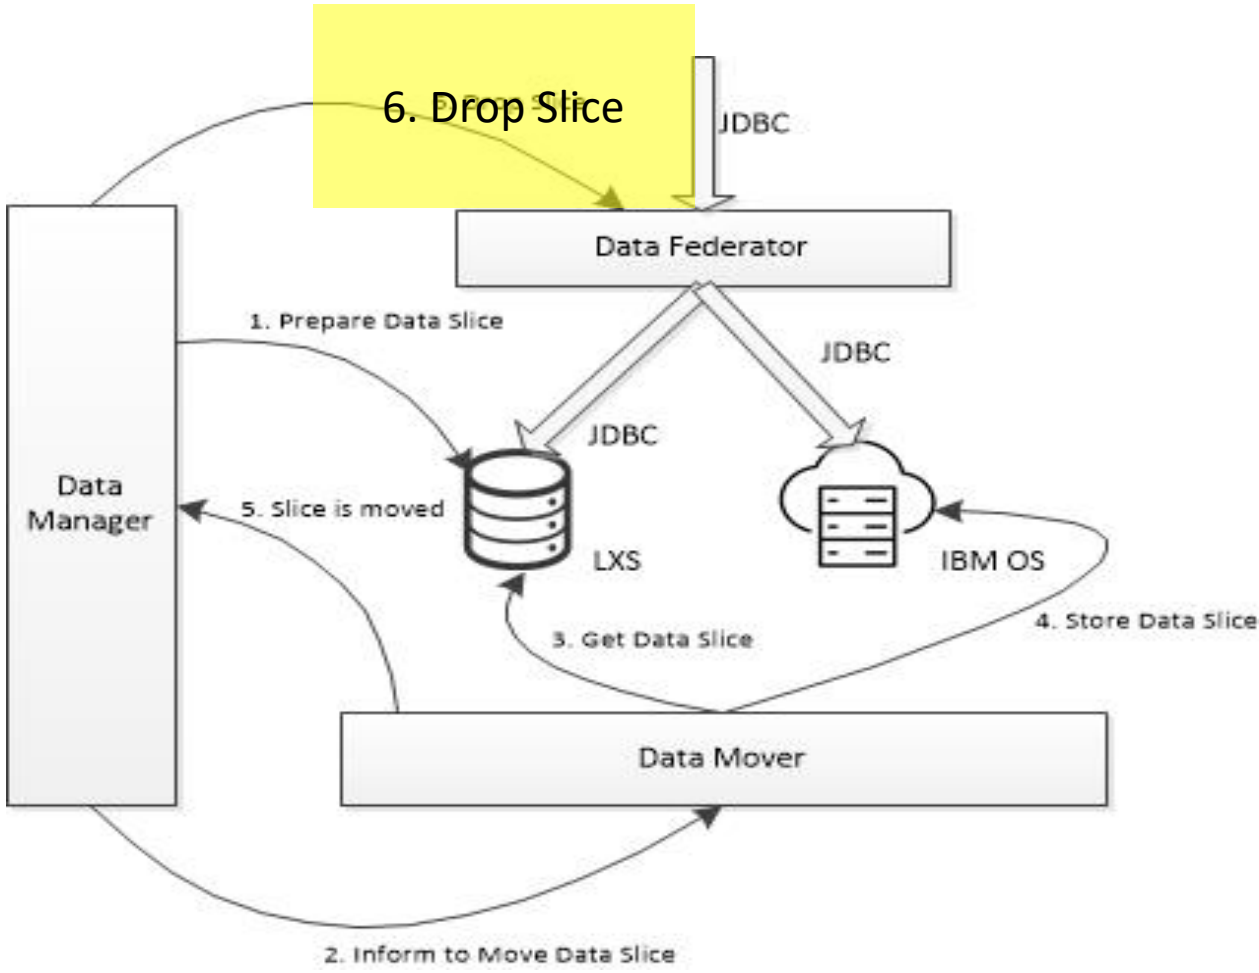 6. Drop Slice
JDBC
Data Federator
1. Prepare Data Slice
JDBC
JDBC
Data
Manager
5. Slice is moved
LXS
IBM OS
4. Store Data Slice
3. Get Data Slice
Data Mover
2. Inform to Move Data Slice